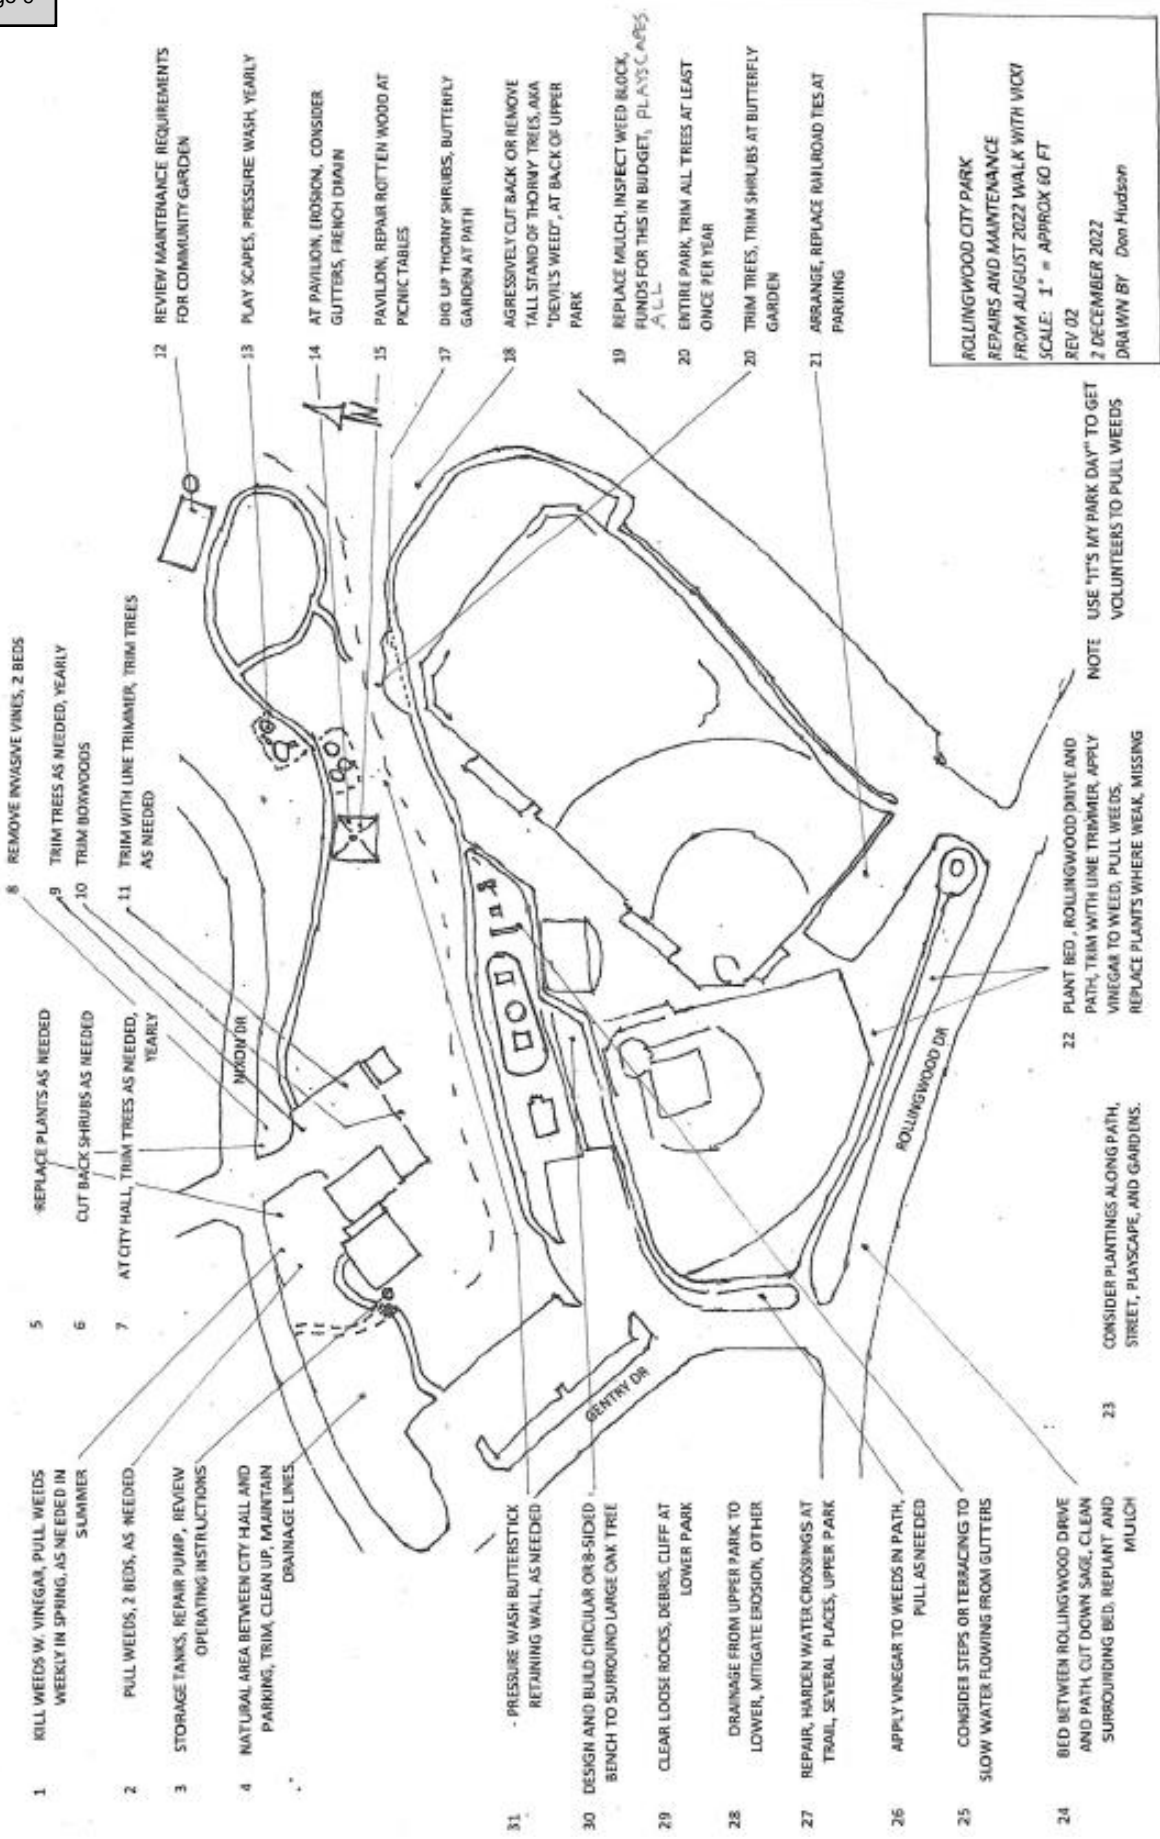 1 KILL WEEDS W. VINEGAR, PULL WEEDS
WEEKLY IN SPRING, AS NEEDED IN
SUMMER
2 PULL WEEDS, 2 BEDS, AS NEEDED
3 STORAGE TANKS, REPAIR PUMP, REVIEW
OPERATING INSTRUCTIONS
4 NATURAL AREA BETWEEN CITY HALL AND
PARKING, TRIM, CLEAN UP, MAINTAIN
DRAINAGE LINES
5 REPLACE PLANTS AS NEEDED
6 CUT BACK SHRUBS AS NEEDED
7 AT CITY HALL, TRIM TREES AS NEEDED,
YEARLY
8 REMOVE INVASIVE VINES, 2 BEDS
9 TRIM TREES AS NEEDED, YEARLY
10 TRIM BOXWOODS
11 TRIM WITH LINE TRIMMER, TRIM TREES
AS NEEDED
12 REVIEW MAINTENANCE REQUIREMENTS
FOR COMMUNITY GARDEN
13 PLAY SCAPES, PRESSURE WASH, YEARLY
14 AT PAVILION, EROSION, CONSIDER
GUTTERS, FRENCH DRAIN
15 PAVILION, REPAIR ROTTEN WOOD AT
PICNIC TABLES
17 DIG UP THORNY SHRUBS, BUTTERFLY
GARDEN AT PATH
18 AGRESSIVELY CUT BACK OR REMOVE
TALL STAND OF THORNY TREES, AKA
"DEVIL'S WEED", AT BACK OF UPPER
PARK
19 REPLACE MULCH, INSPECT WEED BLOCK,
FUNDS FOR THIS IN BUDGET, PLAYSCAPES.
ALL
20 ENTIRE PARK, TRIM ALL TREES AT LEAST
ONCE PER YEAR
20 TRIM TREES, TRIM SHRUBS AT BUTTERFLY
GARDEN
21 ARRANGE, REPLACE RAILROAD TIES AT
PARKING
N
NIXON DR
GENTRY DR
ROLLINGWOOD DR
31 - PRESSURE WASH BUTTERSTICK
RETAINING WALL, AS NEEDED
30 DESIGN AND BUILD CIRCULAR OR 8-SIDED
BENCH TO SURROUND LARGE OAK TREE
29 CLEAR LOOSE ROCKS, DEBRIS, CLIFF AT
LOWER PARK
28 DRAINAGE FROM UPPER PARK TO
LOWER, MITIGATE EROSION, OTHER
27 REPAIR, HARDEN WATER CROSSINGS AT
TRAIL, SEVERAL PLACES, UPPER PARK
26 APPLY VINEGAR TO WEEDS IN PATH,
PULL AS NEEDED
25 CONSIDER STEPS OR TERRACING TO
SLOW WATER FLOWING FROM GUTTERS
24 BED BETWEEN ROLLINGWOOD DRIVE
AND PATH, CUT DOWN SAGE, CLEAN
SURROUNDING BED, REPLANT AND
MULCH
23 CONSIDER PLANTINGS ALONG PATH,
STREET, PLAYSCAPE, AND GARDENS.
22 PLANT BED, ROLLINGWOOD DRIVE AND
PATH, TRIM WITH LINE TRIMMER, APPLY
VINEGAR TO WEED, PULL WEEDS,
REPLACE PLANTS WHERE WEAK, MISSING
NOTE USE "IT'S MY PARK DAY" TO GET
VOLUNTEERS TO PULL WEEDS
ROLLINGWOOD CITY PARK
REPAIRS AND MAINTENANCE
FROM AUGUST 2022 WALK WITH VICKI
SCALE: 1" = APPROX 60 FT
REV 02
2 DECEMBER 2022
DRAWN BY Don Hudson